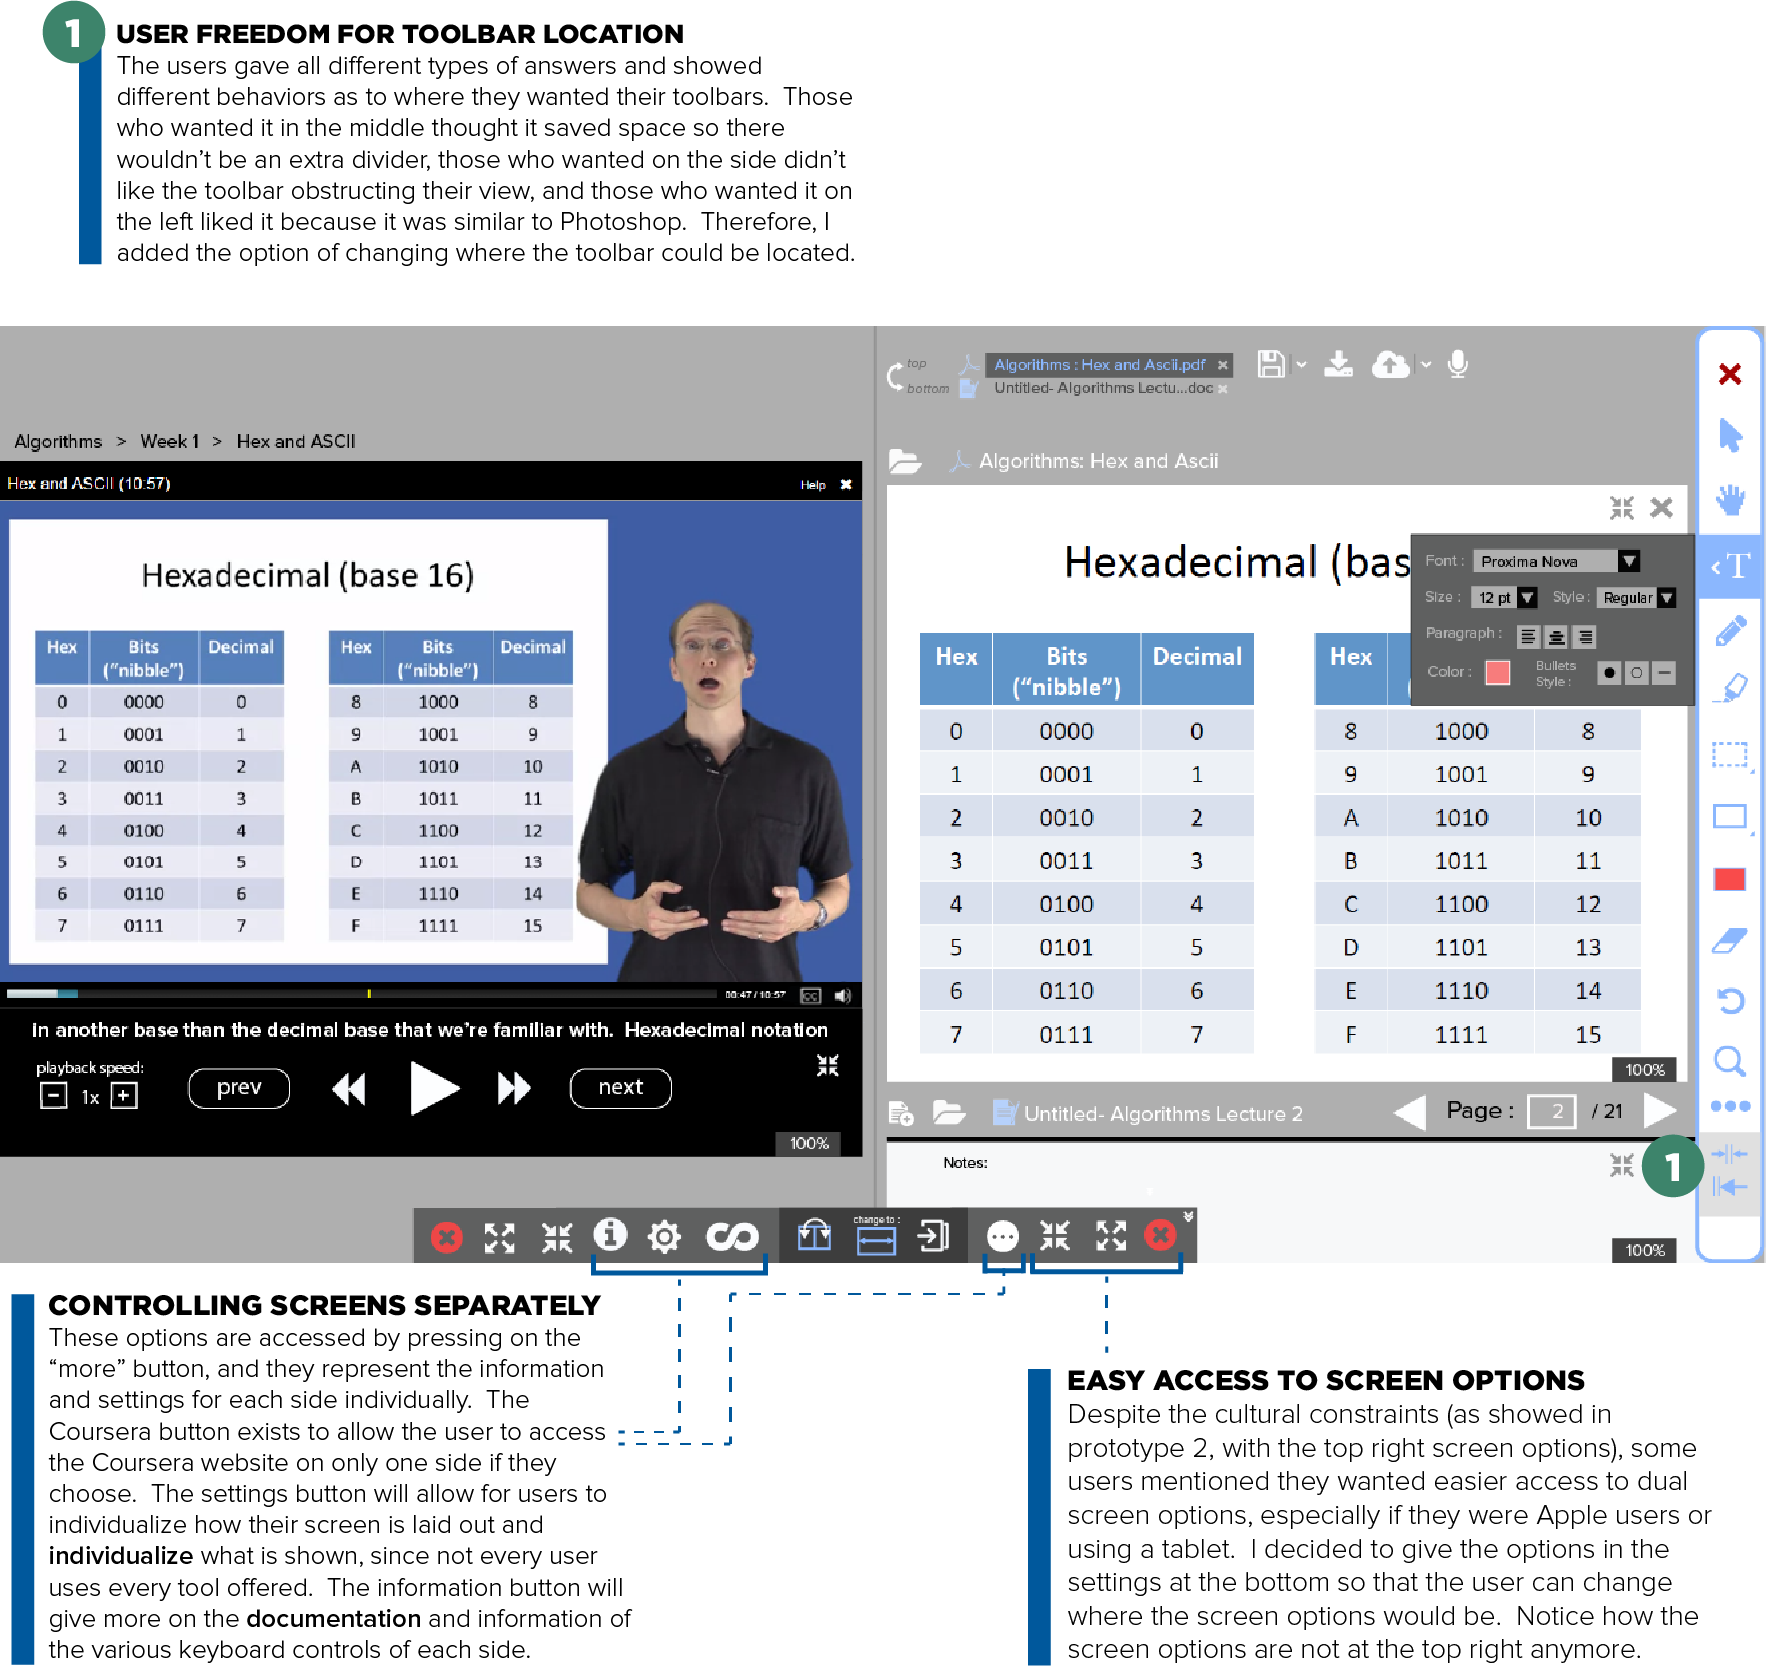 1
USER FREEDOM FOR TOOLBAR LOCATION
The users gave all different types of answers and showed
different behaviors as to where they wanted their toolbars.  Those
who wanted it in the middle thought it saved space so there
wouldn't be an extra divider, those who wanted on the side didn't
like the toolbar obstructing their view, and those who wanted it on
the left liked it because it was similar to Photoshop.  Therefore, I
added the option of changing where the toolbar could be located.
Algorithms > Week 1 > Hex and ASCII
Hex and ASCII (10:57)
Help
Hexadecimal (base 16)
Hex Bits Decimal Hex Bits Decimal
("nibble") ("nibble")
0 0000 0 8 1000 8
1 0001 1 9 1001 9
2 0010 2 A 1010 10
3 0011 3 B 1011 11
4 0100 4 C 1100 12
5 0101 5 D 1101 13
6 0110 6 E 1110 14
7 0111 7 F 1111 15
00:47 / 10:57 CC
in another base than the decimal base that we're familiar with.  Hexadecimal notation
playback speed:
1x
prev
next
100%
top
bottom
Algorithms : Hex and Ascii.pdf
Untitled- Algorithms Lectu...doc
Algorithms: Hex and Ascii
Hexadecimal (bas
Font : Proxima Nova
Size : 12 pt Style : Regular
Paragraph :
Color : Bullets
Style :
T
Hex Bits Decimal Hex
("nibble") (
0 0000 0 8 1000 8
1 0001 1 9 1001 9
2 0010 2 A 1010 10
3 0011 3 B 1011 11
4 0100 4 C 1100 12
5 0101 5 D 1101 13
6 0110 6 E 1110 14
7 0111 7 F 1111 15
100%
Untitled- Algorithms Lecture 2
Page : 2 / 21
Notes:
1
100%
change to :
CONTROLLING SCREENS SEPARATELY
These options are accessed by pressing on the
“more” button, and they represent the information
and settings for each side individually.  The
Coursera button exists to allow the user to access
the Coursera website on only one side if they
choose.  The settings button will allow for users to
individualize how their screen is laid out and
individualize what is shown, since not every user
uses every tool offered.  The information button will
give more on the documentation and information of
the various keyboard controls of each side.
EASY ACCESS TO SCREEN OPTIONS
Despite the cultural constraints (as showed in
prototype 2, with the top right screen options), some
users mentioned they wanted easier access to dual
screen options, especially if they were Apple users or
using a tablet.  I decided to give the options in the
settings at the bottom so that the user can change
where the screen options would be.  Notice how the
screen options are not at the top right anymore.